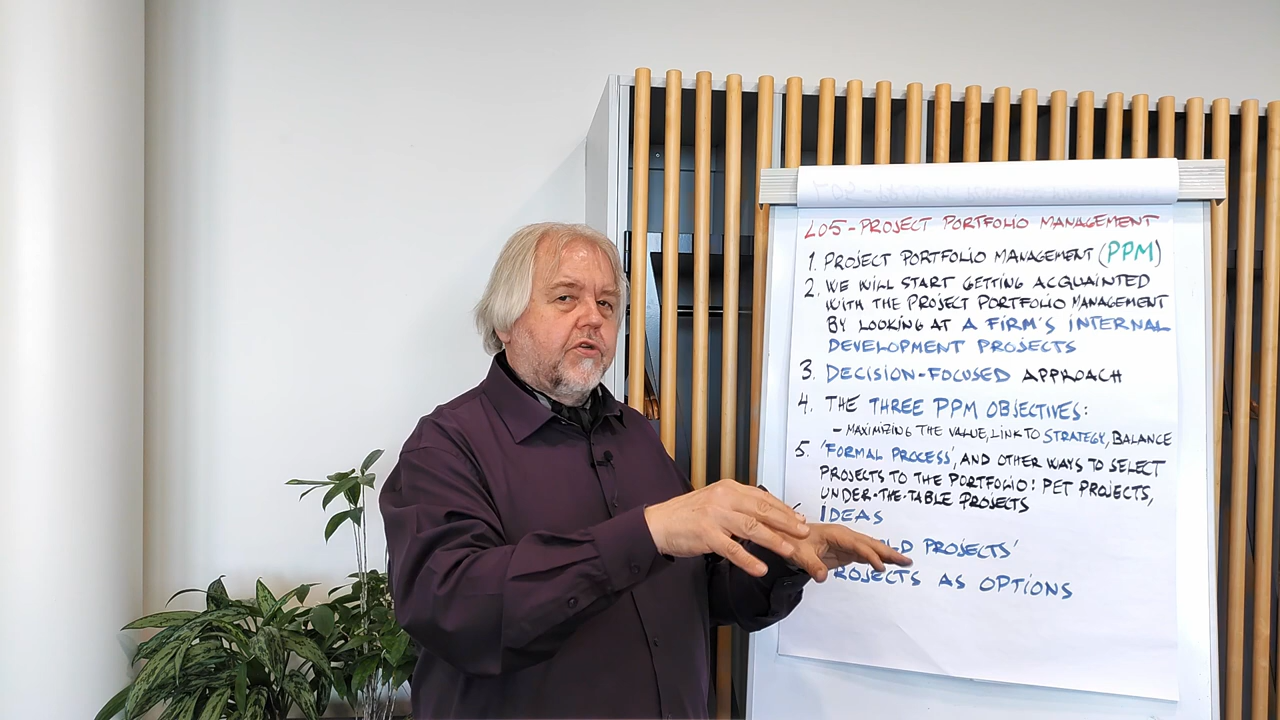 L05-PROJECT PORTFOLIO MANAGEMENT
1. PROJECT PORTFOLIO MANAGEMENT (PPM)
2. WE WILL START GETTING ACQUAINTED
WITH THE PROJECT PORTFOLIO MANAGEMENT
BY LOOKING AT A FIRM'S INTERNAL
DEVELOPMENT PROJECTS
3. DECISION-FOCUSED APPROACH
4. THE THREE PPM OBJECTIVES:
- MAXIMIZING THE VALUE, LINK TO STRATEGY, BALANCE
5. 'FORMAL PROCESS', AND OTHER WAYS TO SELECT
PROJECTS TO THE PORTFOLIO: PET PROJECTS,
UNDER-THE-TABLE PROJECTS
IDEAS
PROJECTS'
PROJECTS AS OPTIONS